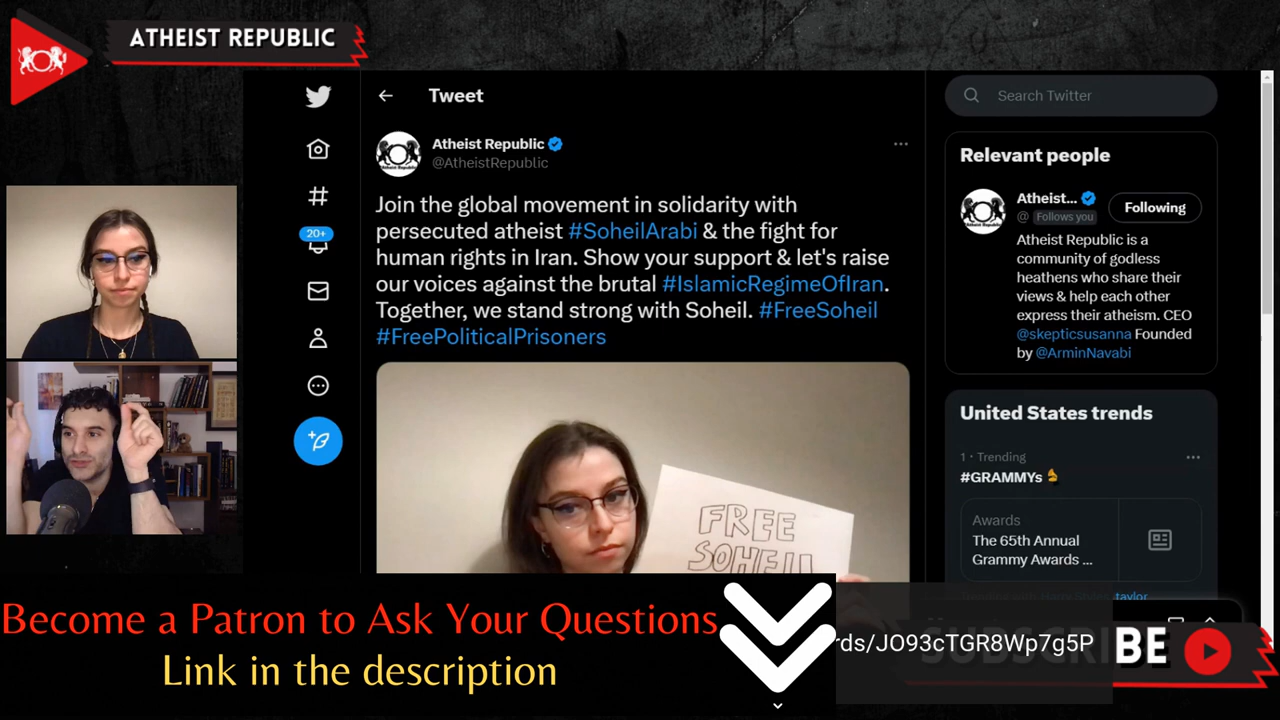 ATHEIST REPUBLIC
Tweet
Search Twitter
Atheist Republic
@AtheistRepublic
Join the global movement in solidarity with
persecuted atheist #SoheilArabi & the fight for
human rights in Iran. Show your support & let's raise
our voices against the brutal #IslamicRegimeOfIran.
Together, we stand strong with Soheil. #FreeSoheil
#FreePoliticalPrisoners
20+
FREE
SOHEIL
Relevant people
Atheist...
@ Follows you
Following
Atheist Republic is a
community of godless
heathens who share their
views & help each other
express their atheism. CEO
@skepticsusanna Founded
by @ArminNavabi
United States trends
1 · Trending
#GRAMMYs
Awards
The 65th Annual
Grammy Awards ...
Become a Patron to Ask Your Questions
Link in the description
rds/JO93cTGR8Wp7g5P
SUBSCRIBE